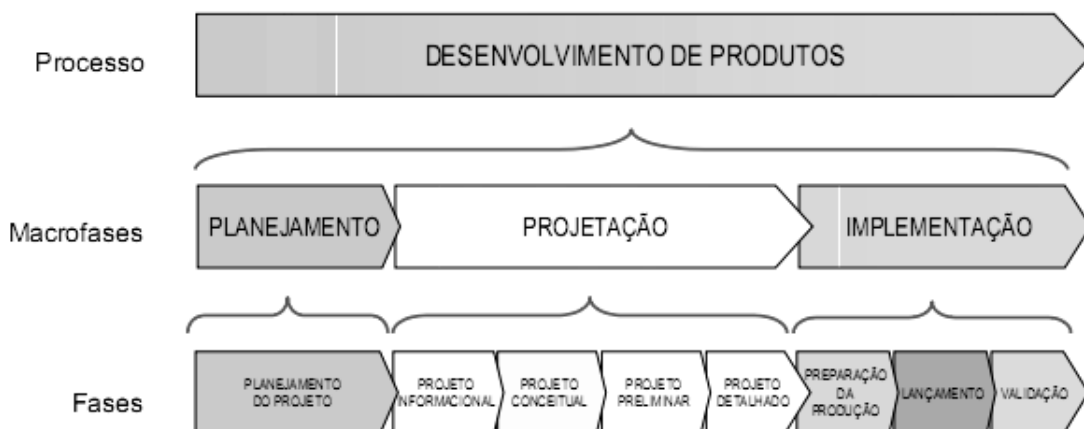 Processo
DESENVOLVIMENTO DE PRODUTOS
Macrofases
PLANEJAMENTO
PROJETAÇÃO
IMPLEMENTAÇÃO
Fases
PLANEJAMENTO
DO PROJETO
PROJETO
INFORMACIONAL
PROJETO
CONCEITUAL
PROJETO
PRELIMINAR
PROJETO
DETALHADO
PREPARAÇÃO
DA
PRODUÇÃO
LANÇAMENTO
VALIDAÇÃO